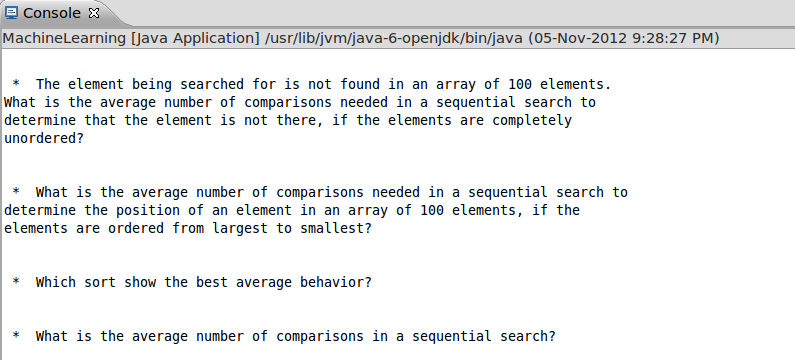 Console
MachineLearning [Java Application] /usr/lib/jvm/java-6-openjdk/bin/java (05-Nov-2012 9:28:27 PM)
* The element being searched for is not found in an array of 100 elements.
What is the average number of comparisons needed in a sequential search to
determine that the element is not there, if the elements are completely
unordered?
* What is the average number of comparisons needed in a sequential search to
determine the position of an element in an array of 100 elements, if the
elements are ordered from largest to smallest?
* Which sort show the best average behavior?
* What is the average number of comparisons in a sequential search?